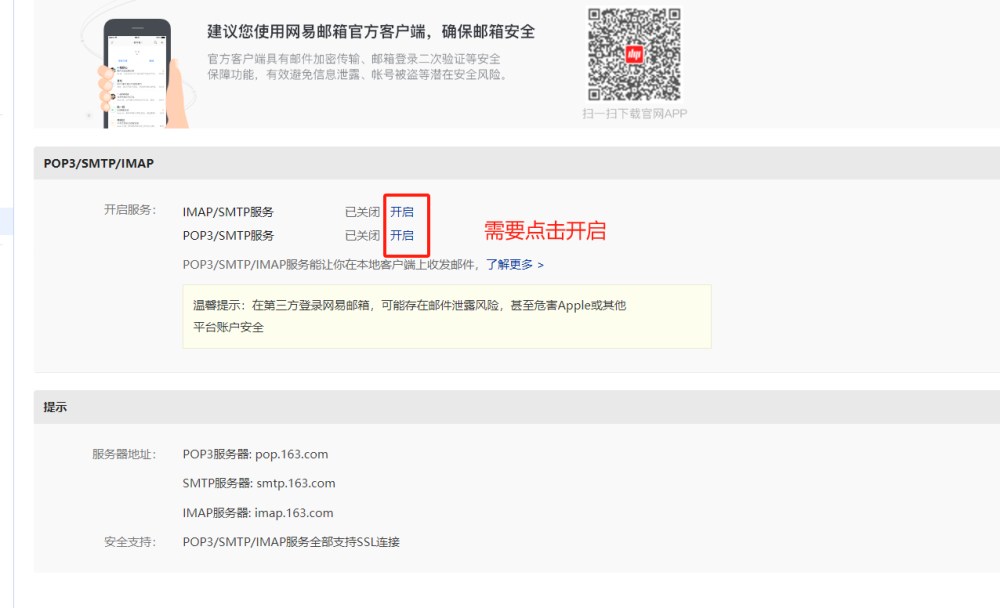 建议您使用网易邮箱官方客户端，确保邮箱安全
官方客户端具有邮件加密传输、邮箱登录二次验证等安全
保障功能，有效避免信息泄露、帐号被盗等潜在安全风险。
扫一扫下载官网APP
POP3/SMTP/IMAP
开启服务： IMAP/SMTP服务 已关闭 开启
POP3/SMTP服务 已关闭 开启
需要点击开启
POP3/SMTP/IMAP服务能让你在本地客户端上收发邮件，了解更多 >
温馨提示：在第三方登录网易邮箱，可能存在邮件泄露风险，甚至危害Apple或其他
平台账户安全
提示
服务器地址： POP3服务器: pop.163.com
SMTP服务器: smtp.163.com
IMAP服务器: imap.163.com
安全支持： POP3/SMTP/IMAP服务全部支持SSL连接